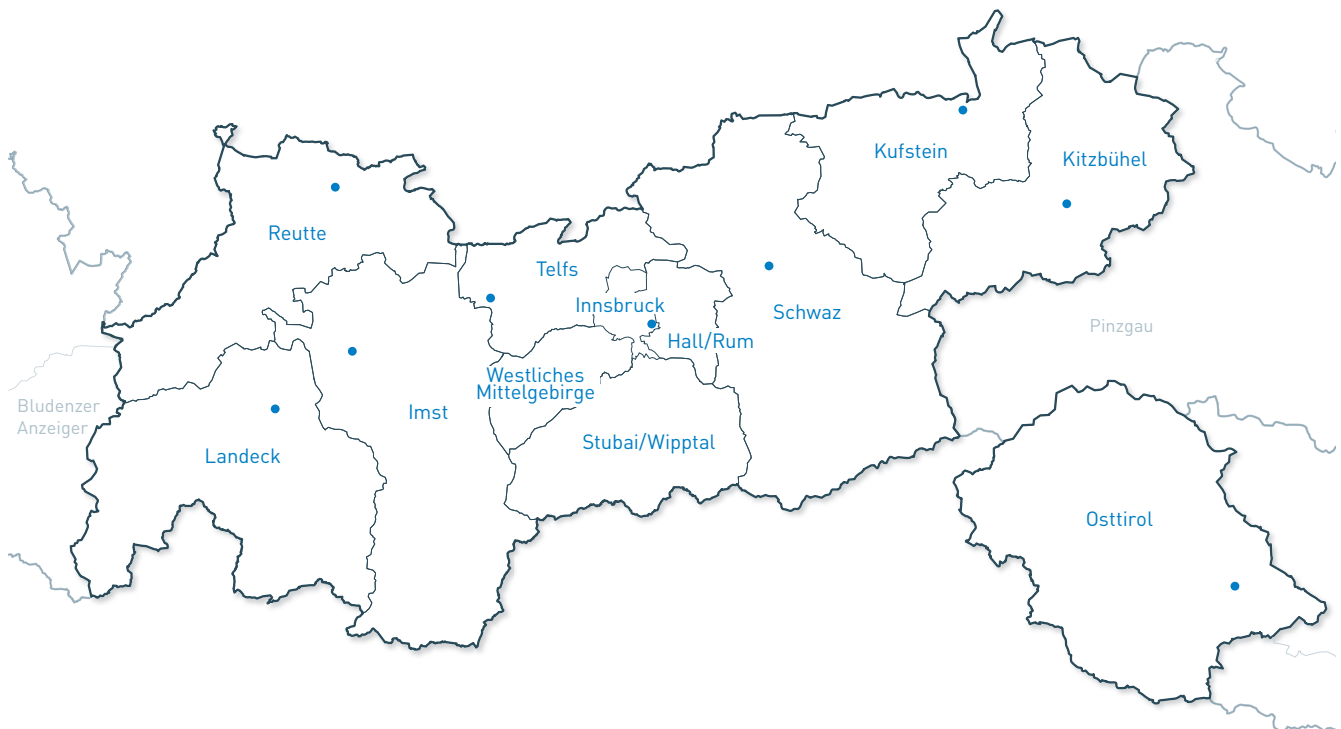 Kufstein
Kitzbühel
Reutte
Telfs
Innsbruck
Schwaz
Pinzgau
Hall/Rum
Westliches
Mittelgebirge
Bludenzer
Anzeiger
Imst
Stubai/Wipptal
Landeck
Osttirol